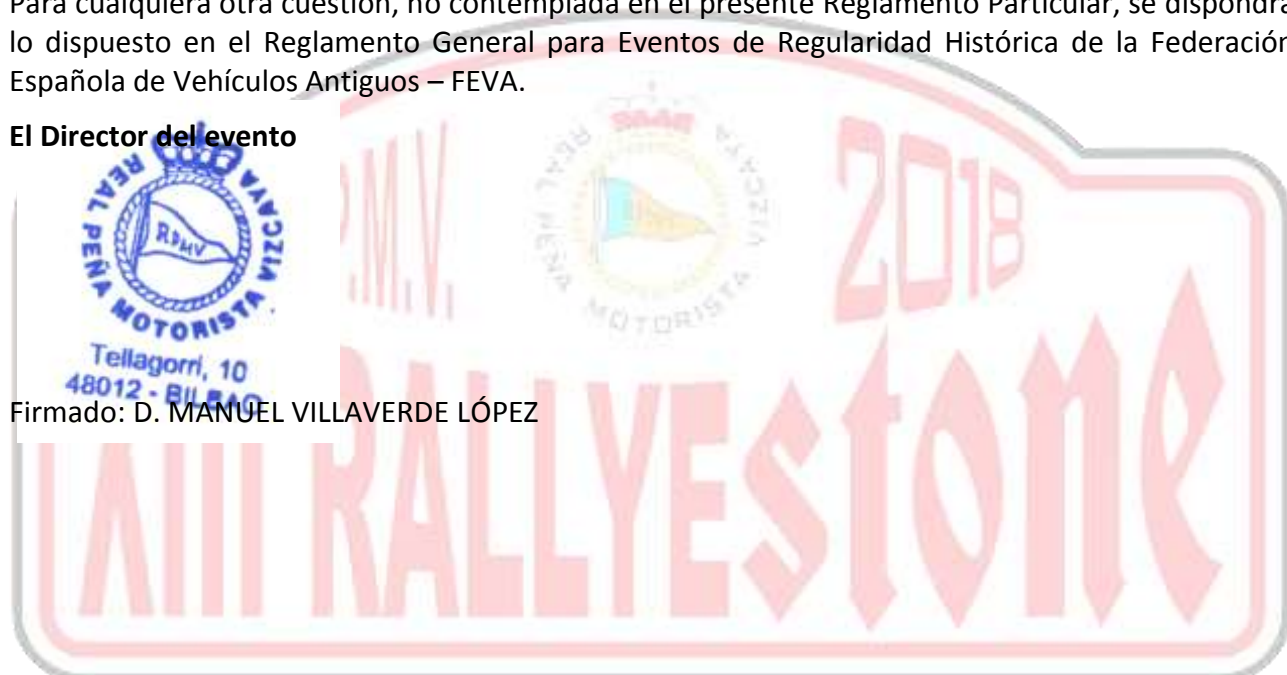 Para cualquiera otra cuestión, no contemplada en el presente Reglamento Particular, se dispondrá
lo dispuesto en el Reglamento General para Eventos de Regularidad Histórica de la Federación
Española de Vehículos Antiguos – FEVA.
El Director del evento
REAL PEÑA MOTORISTA VIZCAYA
RPMV
Tellagorri, 10
48012 - BILBAO
Firmado: D. MANUEL VILLAVERDE LÓPEZ
R.P.M.V.
REAL PEÑA MOTORISTA VIZCAYA
2018
XIII RALLYEStone